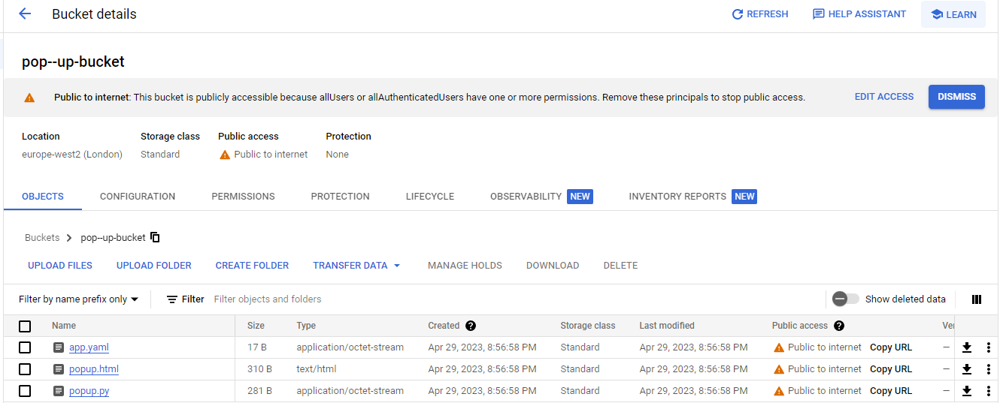 Bucket details REFRESH HELP ASSISTANT LEARN
pop--up-bucket
Public to internet: This bucket is publicly accessible because allUsers or allAuthenticatedUsers have one or more permissions. Remove these principals to stop public access. EDIT ACCESS DISMISS
Location Storage class Public access Protection
europe-west2 (London) Standard Public to internet None
OBJECTS CONFIGURATION PERMISSIONS PROTECTION LIFECYCLE OBSERVABILITY NEW INVENTORY REPORTS NEW
Buckets > pop--up-bucket
UPLOAD FILES UPLOAD FOLDER CREATE FOLDER TRANSFER DATA MANAGE HOLDS DOWNLOAD DELETE
Filter by name prefix only Filter Filter objects and folders Show deleted data
Name Size Type Created Storage class Last modified Public access Ver
app.yaml 17 B application/octet-stream Apr 29, 2023, 8:56:58 PM Standard Apr 29, 2023, 8:56:58 PM Public to internet Copy URL —
popup.html 310 B text/html Apr 29, 2023, 8:56:58 PM Standard Apr 29, 2023, 8:56:58 PM Public to internet Copy URL —
popup.py 281 B application/octet-stream Apr 29, 2023, 8:56:58 PM Standard Apr 29, 2023, 8:56:58 PM Public to internet Copy URL —